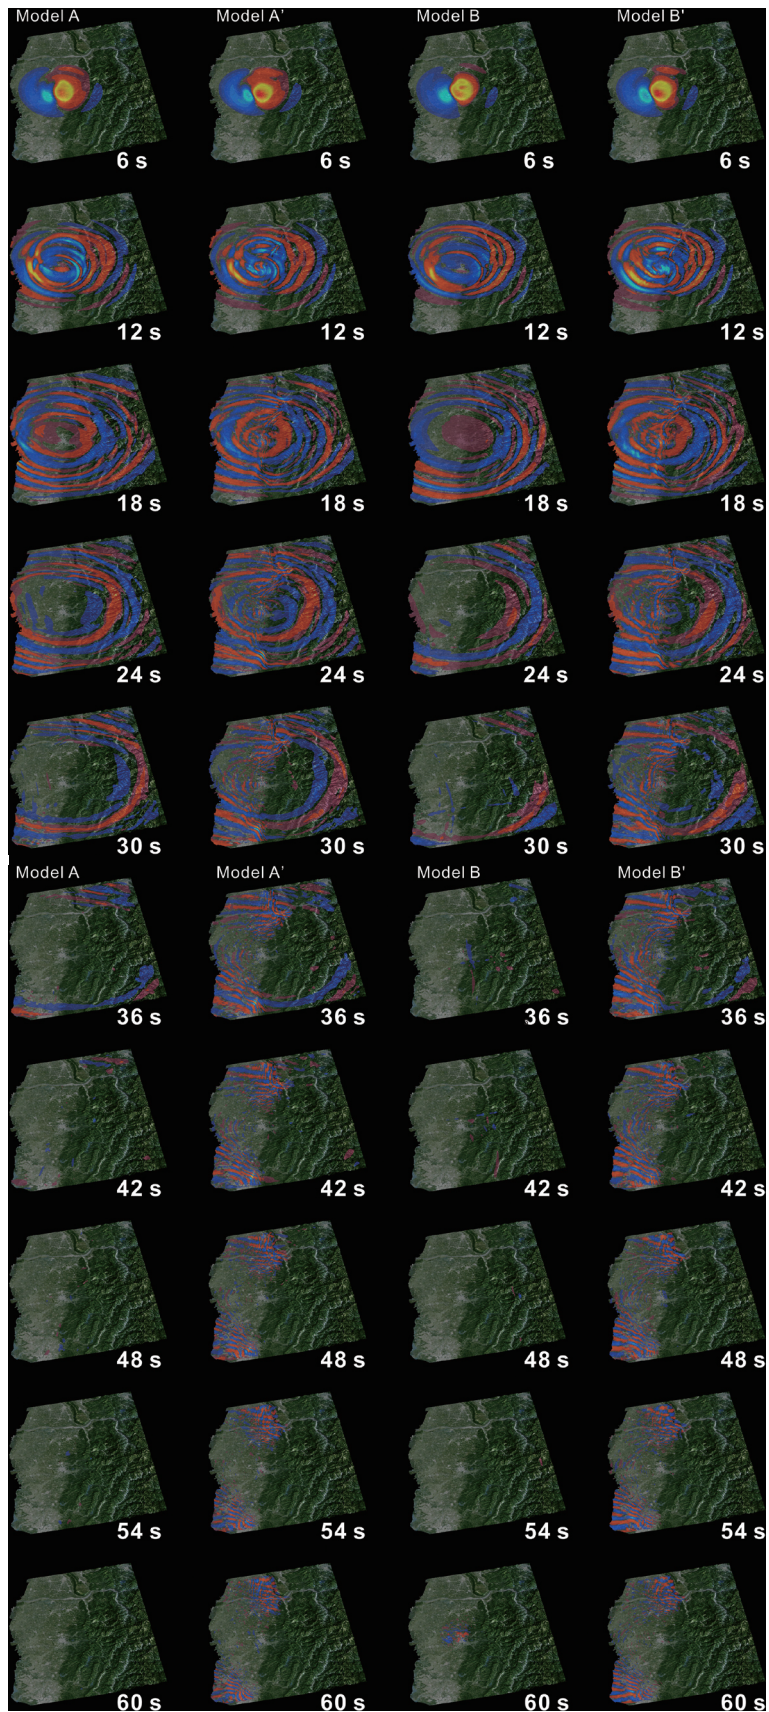 Model A Model A' Model B Model B'
6 s 6 s 6 s 6 s
12 s 12 s 12 s 12 s
18 s 18 s 18 s 18 s
24 s 24 s 24 s 24 s
30 s 30 s 30 s 30 s
Model A Model A' Model B Model B'
36 s 36 s 36 s 36 s
42 s 42 s 42 s 42 s
48 s 48 s 48 s 48 s
54 s 54 s 54 s 54 s
60 s 60 s 60 s 60 s